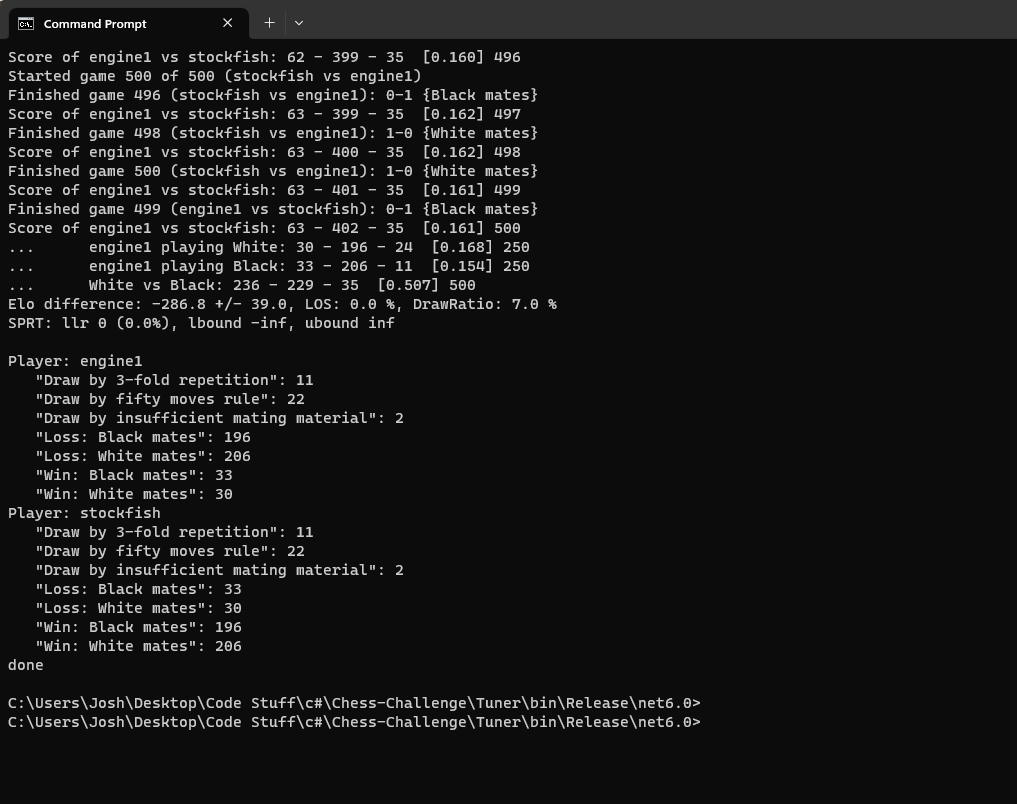 Command Prompt
Score of engine1 vs stockfish: 62 - 399 - 35  [0.160] 496
Started game 500 of 500 (stockfish vs engine1)
Finished game 496 (stockfish vs engine1): 0-1 {Black mates}
Score of engine1 vs stockfish: 63 - 399 - 35  [0.162] 497
Finished game 498 (stockfish vs engine1): 1-0 {White mates}
Score of engine1 vs stockfish: 63 - 400 - 35  [0.162] 498
Finished game 500 (stockfish vs engine1): 1-0 {White mates}
Score of engine1 vs stockfish: 63 - 401 - 35  [0.161] 499
Finished game 499 (engine1 vs stockfish): 0-1 {Black mates}
Score of engine1 vs stockfish: 63 - 402 - 35  [0.161] 500
...      engine1 playing White: 30 - 196 - 24  [0.168] 250
...      engine1 playing Black: 33 - 206 - 11  [0.154] 250
...      White vs Black: 236 - 229 - 35  [0.507] 500
Elo difference: -286.8 +/- 39.0, LOS: 0.0 %, DrawRatio: 7.0 %
SPRT: llr 0 (0.0%), lbound -inf, ubound inf

Player: engine1
   "Draw by 3-fold repetition": 11
   "Draw by fifty moves rule": 22
   "Draw by insufficient mating material": 2
   "Loss: Black mates": 196
   "Loss: White mates": 206
   "Win: Black mates": 33
   "Win: White mates": 30
Player: stockfish
   "Draw by 3-fold repetition": 11
   "Draw by fifty moves rule": 22
   "Draw by insufficient mating material": 2
   "Loss: Black mates": 33
   "Loss: White mates": 30
   "Win: Black mates": 196
   "Win: White mates": 206
done

C:\Users\Josh\Desktop\Code Stuff\c#\Chess-Challenge\Tuner\bin\Release\net6.0>
C:\Users\Josh\Desktop\Code Stuff\c#\Chess-Challenge\Tuner\bin\Release\net6.0>